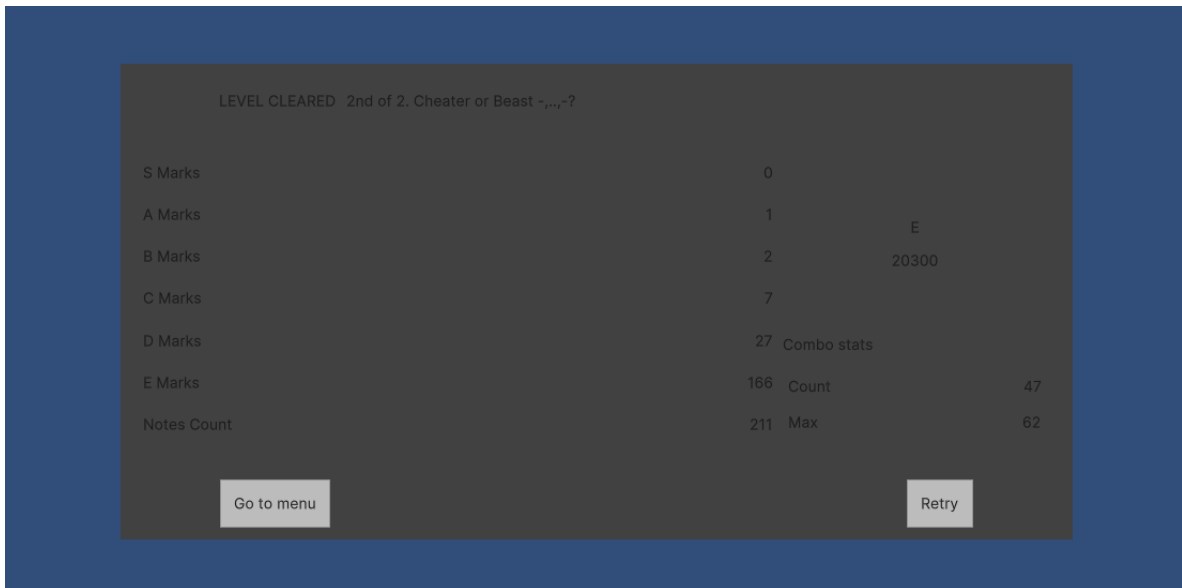 LEVEL CLEARED 2nd of 2. Cheater or Beast -,..,-?
S Marks 0
A Marks 1
B Marks 2
C Marks 7
D Marks 27
E Marks 166
Notes Count 211
E
20300
Combo stats
Count 47
Max 62
Go to menu
Retry